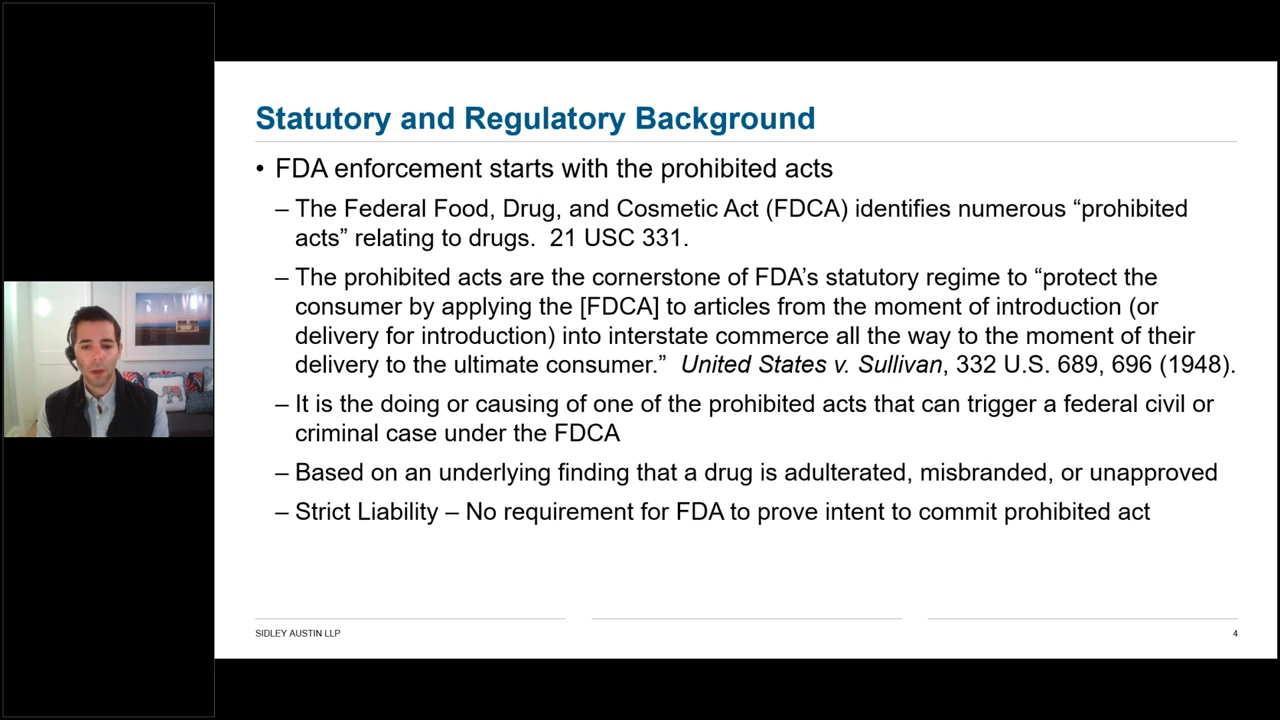 Statutory and Regulatory Background
• FDA enforcement starts with the prohibited acts
– The Federal Food, Drug, and Cosmetic Act (FDCA) identifies numerous “prohibited
acts” relating to drugs.  21 USC 331.
– The prohibited acts are the cornerstone of FDA’s statutory regime to “protect the
consumer by applying the [FDCA] to articles from the moment of introduction (or
delivery for introduction) into interstate commerce all the way to the moment of their
delivery to the ultimate consumer.”  United States v. Sullivan, 332 U.S. 689, 696 (1948).
– It is the doing or causing of one of the prohibited acts that can trigger a federal civil or
criminal case under the FDCA
– Based on an underlying finding that a drug is adulterated, misbranded, or unapproved
– Strict Liability – No requirement for FDA to prove intent to commit prohibited act
SIDLEY AUSTIN LLP
4